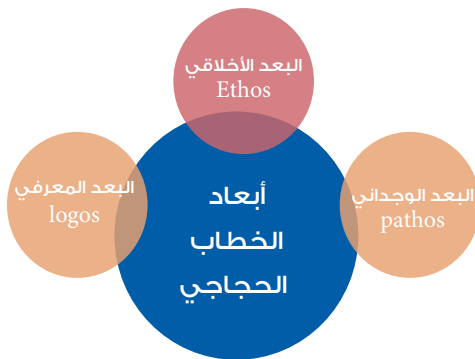 البعد الأخلاقي
Ethos
البعد الوجداني
pathos
أبعاد
الخطاب
الحجاجي
البعد المعرفي
logos